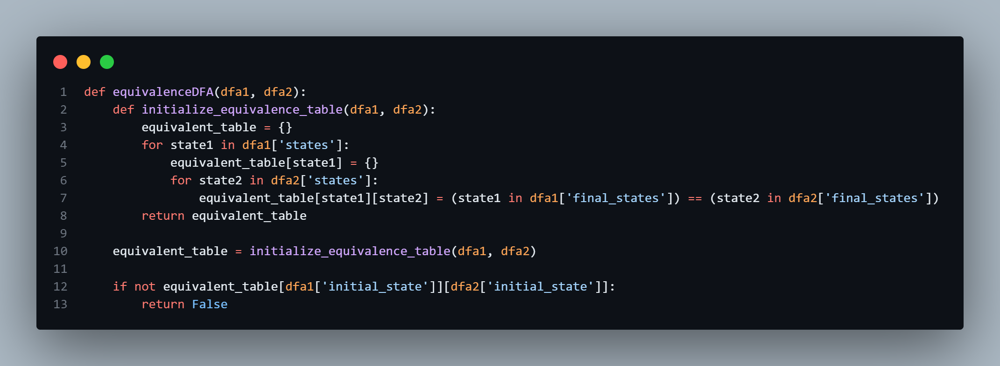 1 def equivalenceDFA(dfa1, dfa2):
2     def initialize_equivalence_table(dfa1, dfa2):
3         equivalent_table = {}
4         for state1 in dfa1['states']:
5             equivalent_table[state1] = {}
6             for state2 in dfa2['states']:
7                 equivalent_table[state1][state2] = (state1 in dfa1['final_states']) == (state2 in dfa2['final_states'])
8         return equivalent_table
9
10     equivalent_table = initialize_equivalence_table(dfa1, dfa2)
11
12     if not equivalent_table[dfa1['initial_state']][dfa2['initial_state']]:
13         return False